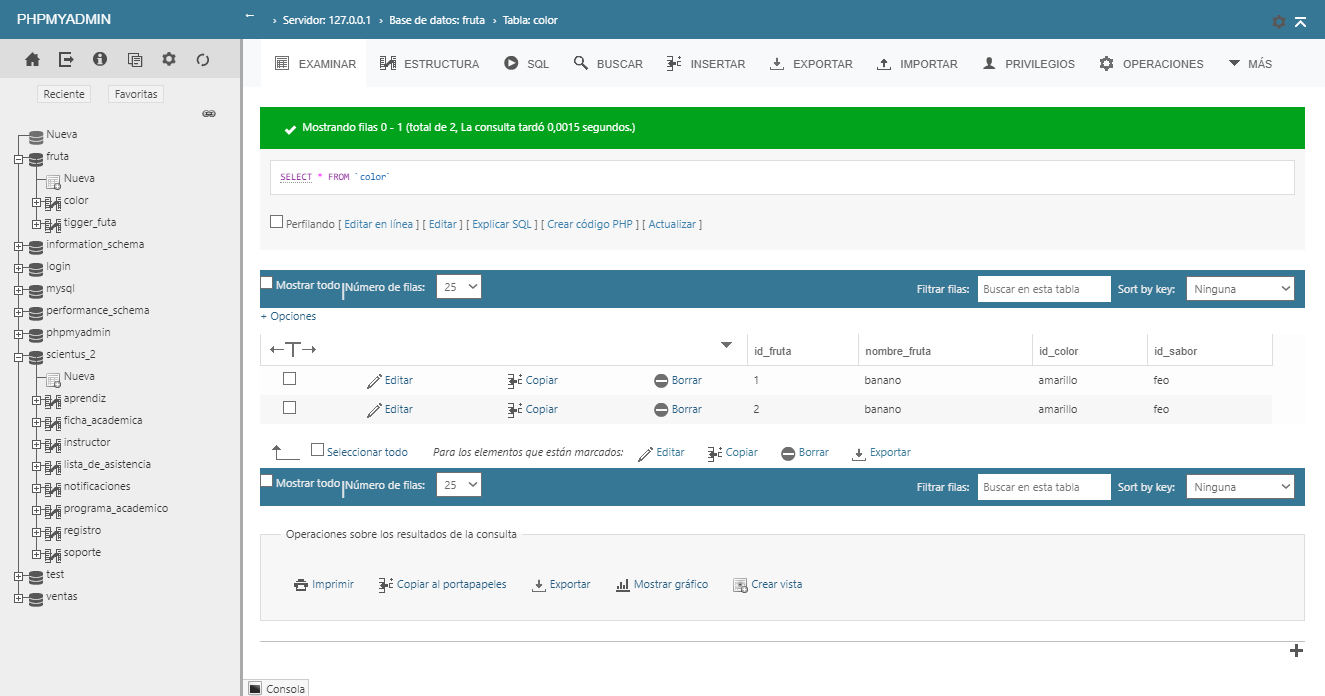 PHPMYADMIN
← › Servidor: 127.0.0.1 › Base de datos: fruta › Tabla: color
Reciente Favoritas
Nueva
fruta
Nueva
color
tigger_futa
information_schema
login
mysql
performance_schema
phpmyadmin
scientus_2
Nueva
aprendiz
ficha_academica
instructor
lista_de_asistencia
notificaciones
programa_academico
registro
soporte
test
ventas
EXAMINAR ESTRUCTURA SQL BUSCAR INSERTAR EXPORTAR IMPORTAR PRIVILEGIOS OPERACIONES MÁS
Mostrando filas 0 - 1 (total de 2, La consulta tardó 0,0015 segundos.)
SELECT * FROM `color`
Perfilando [ Editar en línea ] [ Editar ] [ Explicar SQL ] [ Crear código PHP ] [ Actualizar ]
Mostrar todo | Número de filas: 25 Filtrar filas: Buscar en esta tabla Sort by key: Ninguna
+ Opciones
←T→ id_fruta nombre_fruta id_color id_sabor
Editar Copiar Borrar 1 banano amarillo feo
Editar Copiar Borrar 2 banano amarillo feo
Seleccionar todo Para los elementos que están marcados: Editar Copiar Borrar Exportar
Mostrar todo | Número de filas: 25 Filtrar filas: Buscar en esta tabla Sort by key: Ninguna
Operaciones sobre los resultados de la consulta
Imprimir Copiar al portapapeles Exportar Mostrar gráfico Crear vista
Consola